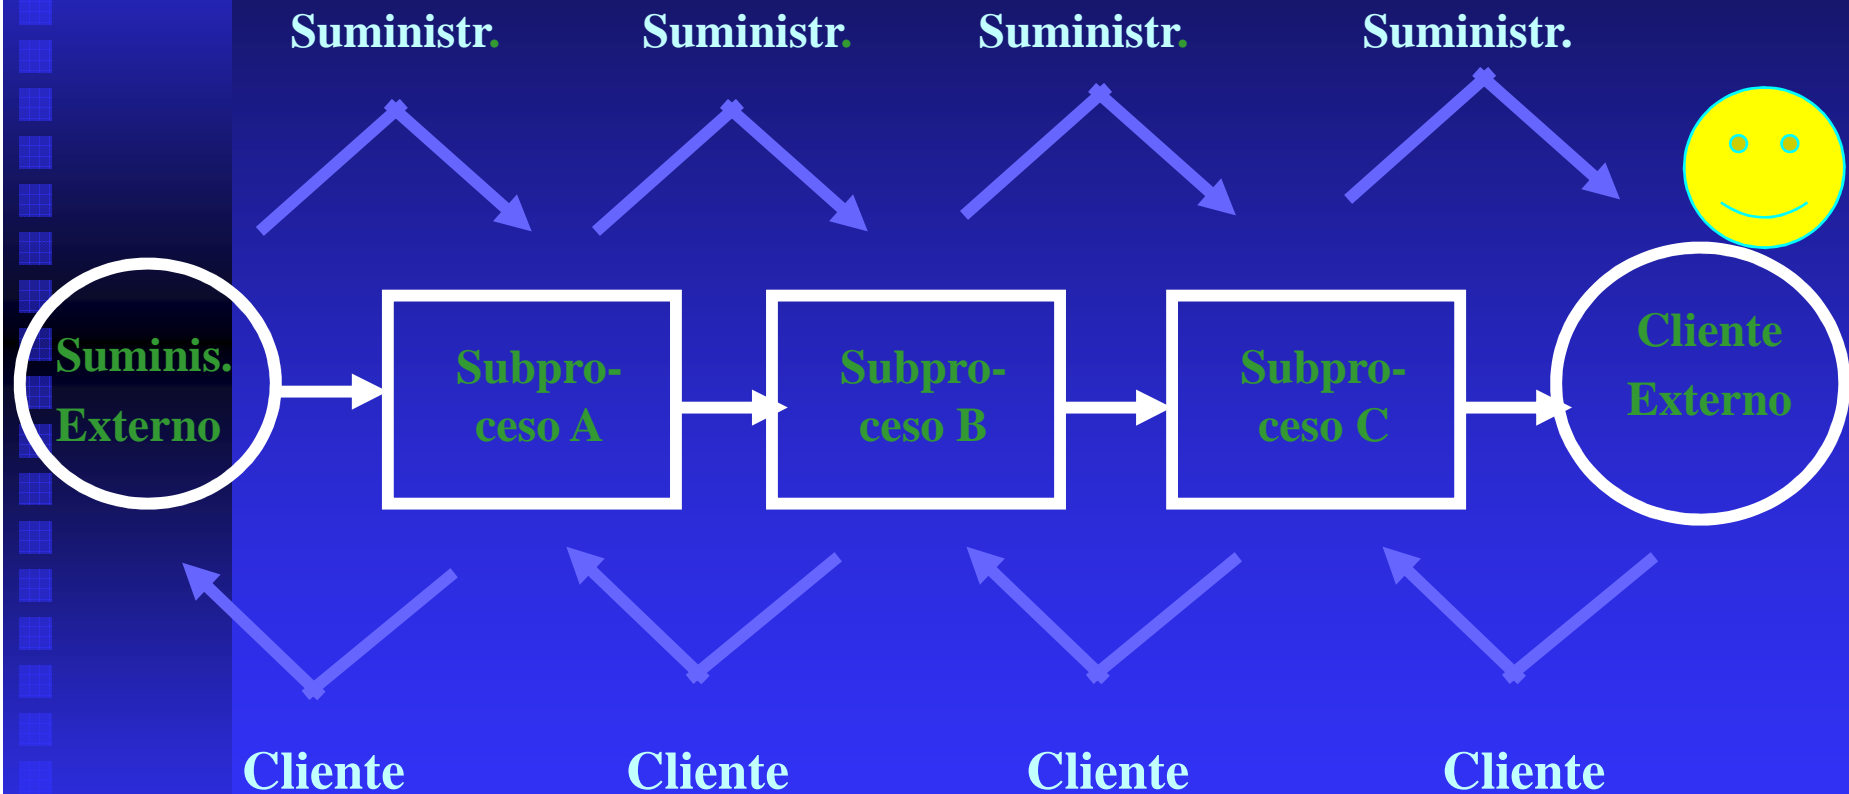 Suministr.
Suministr.
Suministr.
Suministr.
Suminis.
Externo
Subpro-
ceso A
Subpro-
ceso B
Subpro-
ceso C
Cliente
Externo
Cliente
Cliente
Cliente
Cliente